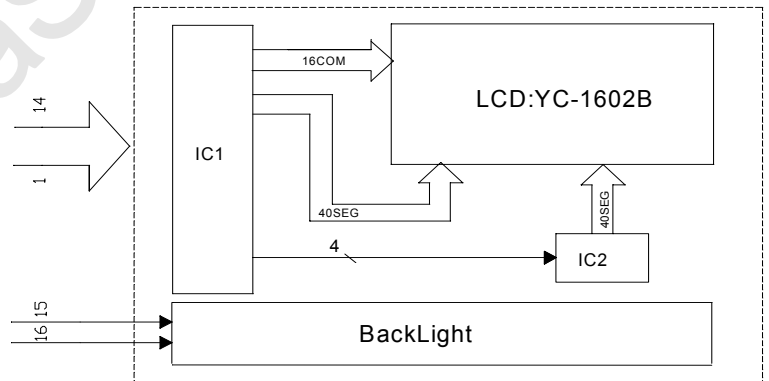 16COM
LCD:YC-1602B
14
IC1
1
40SEG
40SEG
4
IC2
15
16
BackLight